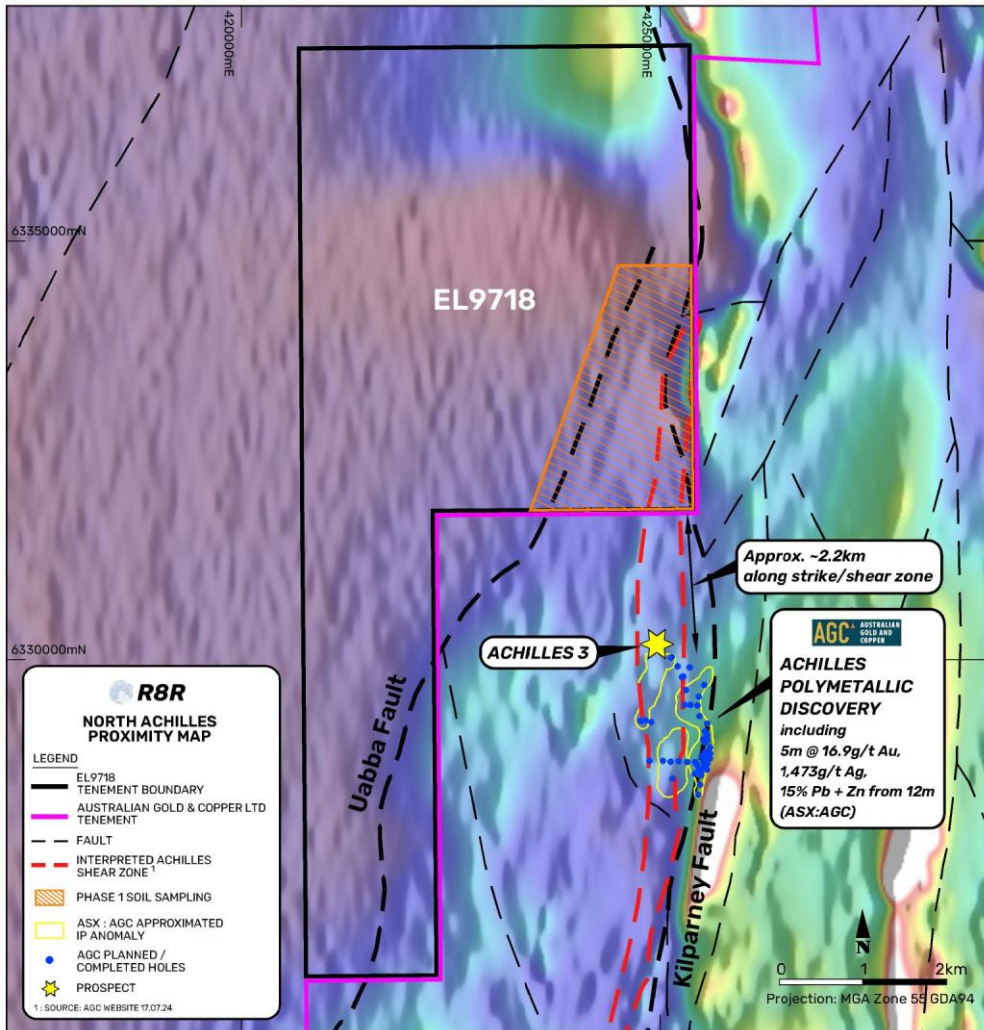 420000mE
425000mE
6335000mN
EL9718
Approx. ~2.2km
along strike/shear zone
ACHILLES 3
6330000mN
AGC AUSTRALIAN
GOLD AND
COPPER
ACHILLES
POLYMETALLIC
DISCOVERY
including
5m @ 16.9g/t Au,
1,473g/t Ag,
15% Pb + Zn from 12m
(ASX:AGC)
Uabba Fault
Kilparney Fault
R8R
NORTH ACHILLES
PROXIMITY MAP
LEGEND
EL9718
TENEMENT BOUNDARY
AUSTRALIAN GOLD & COPPER LTD
TENEMENT
FAULT
INTERPRETED ACHILLES
SHEAR ZONE ¹
PHASE 1 SOIL SAMPLING
ASX : AGC APPROXIMATED
IP ANOMALY
AGC PLANNED /
COMPLETED HOLES
PROSPECT
1 : SOURCE: AGC WEBSITE 17.07.24
N
0 1 2km
Projection: MGA Zone 55 GDA94